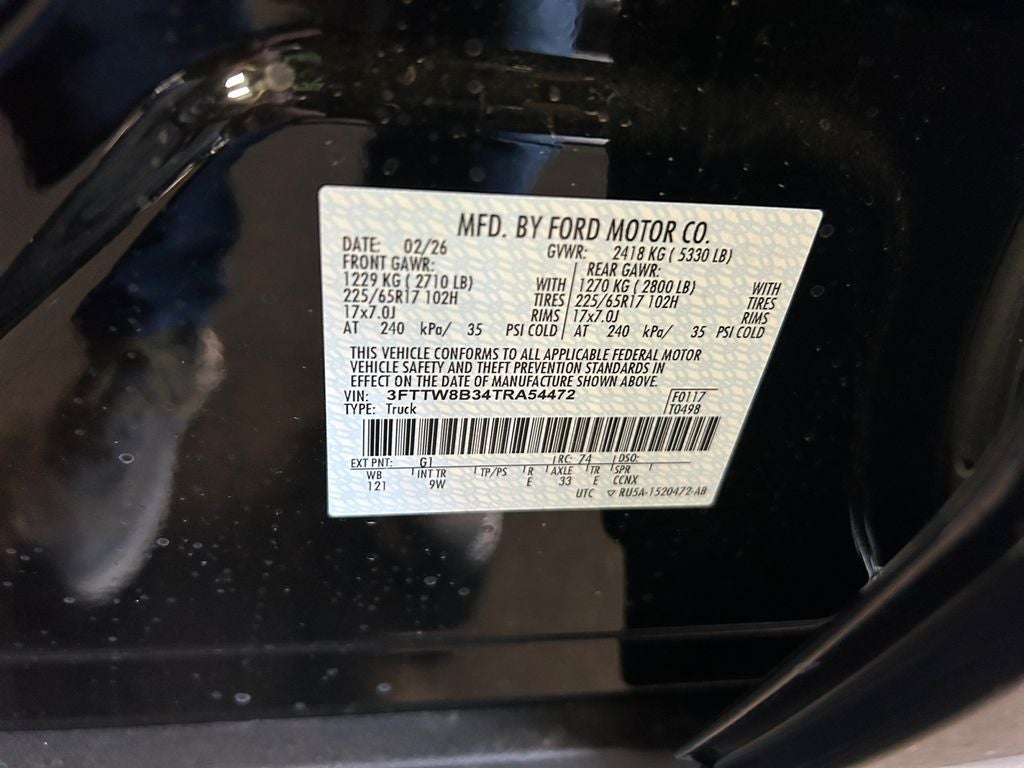 MFD. BY FORD MOTOR CO.
DATE: 02/26 GVWR: 2418 KG ( 5330 LB)
FRONT GAWR: REAR GAWR:
1229 KG ( 2710 LB) WITH 1270 KG ( 2800 LB) WITH
225/65R17 102H TIRES 225/65R17 102H TIRES
17x7.0J RIMS 17x7.0J RIMS
AT 240 kPa/ 35 PSI COLD AT 240 kPa/ 35 PSI COLD
THIS VEHICLE CONFORMS TO ALL APPLICABLE FEDERAL MOTOR
VEHICLE SAFETY AND THEFT PREVENTION STANDARDS IN
EFFECT ON THE DATE OF MANUFACTURE SHOWN ABOVE.
VIN: 3FTTW8B34TRA54472 F0117
TYPE: Truck T0498
EXT PNT: G1 RC: 74 DSO:
WB INT TR TP/PS R AXLE TR SPR
121 9W E 33 E CCNX
UTC ▽ RU5A-1520472-AB